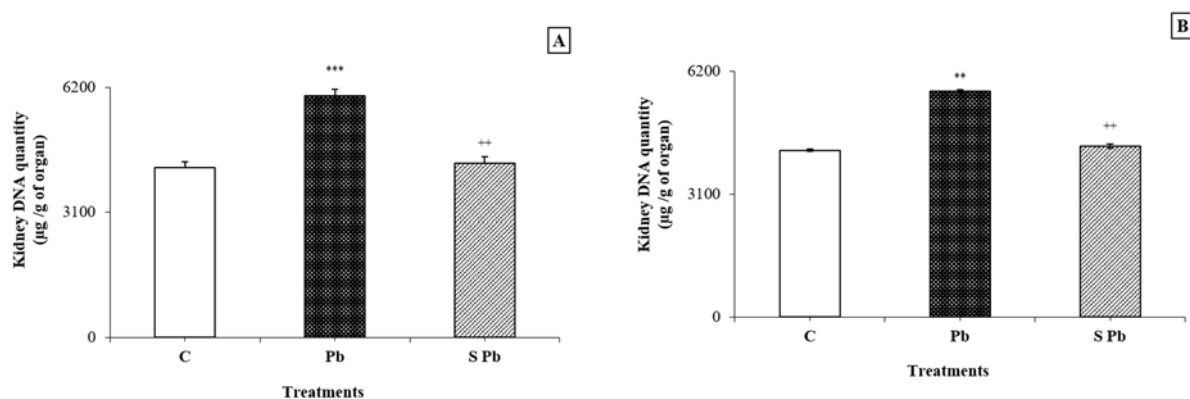 A
Kidney DNA quantity
(µg /g of organ)
6200
3100
0
***
++
C
Pb
S Pb
Treatments
B
Kidney DNA quantity
(µg /g of organ)
6200
3100
0
**
++
C
Pb
S Pb
Treatments